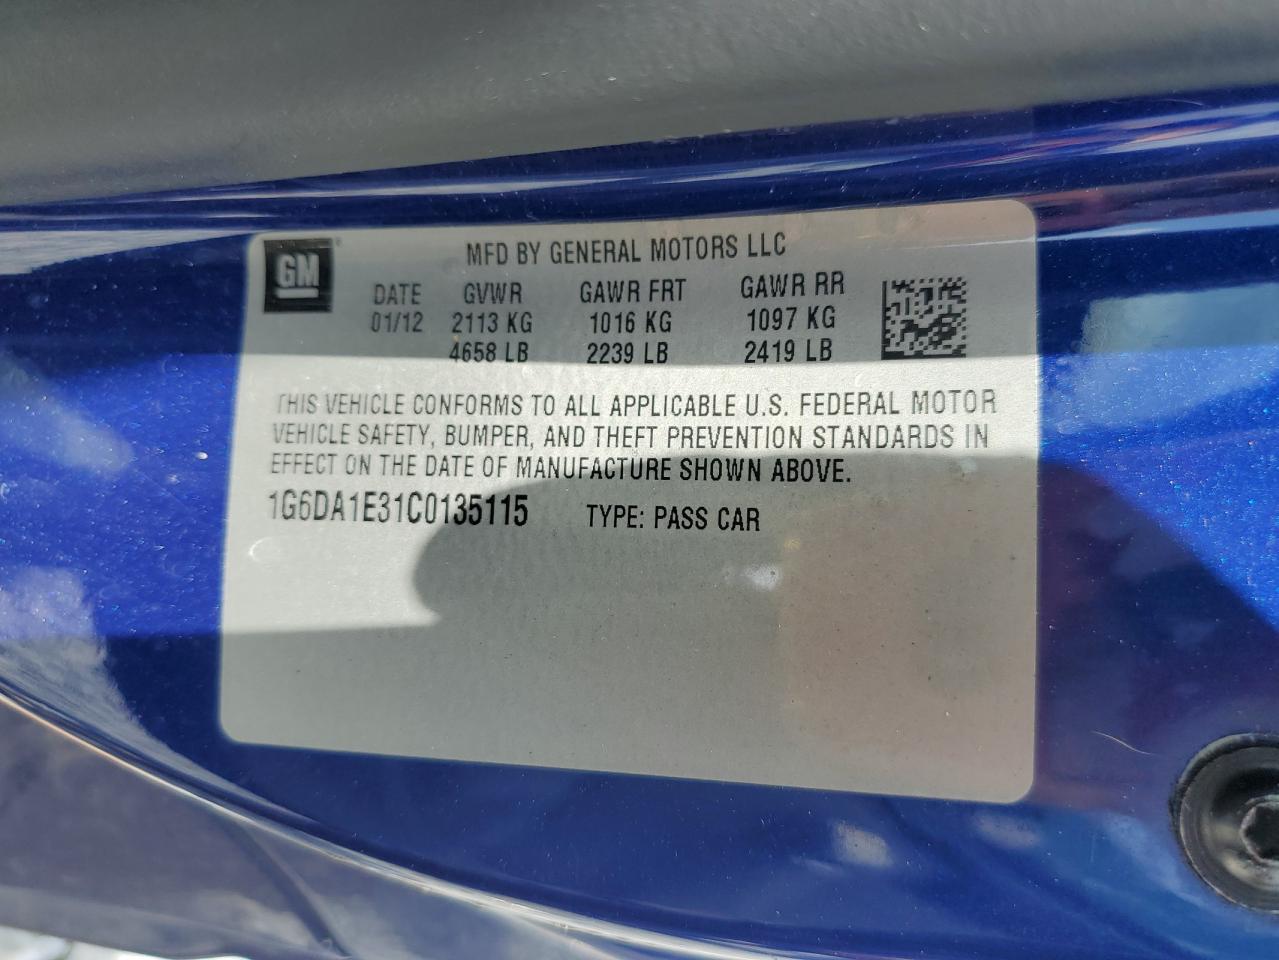 GM
MFD BY GENERAL MOTORS LLC
DATE GVWR GAWR FRT GAWR RR
01/12 2113 KG 1016 KG 1097 KG
4658 LB 2239 LB 2419 LB
THIS VEHICLE CONFORMS TO ALL APPLICABLE U.S. FEDERAL MOTOR
VEHICLE SAFETY, BUMPER, AND THEFT PREVENTION STANDARDS IN
EFFECT ON THE DATE OF MANUFACTURE SHOWN ABOVE.
1G6DA1E31C0135115 TYPE: PASS CAR